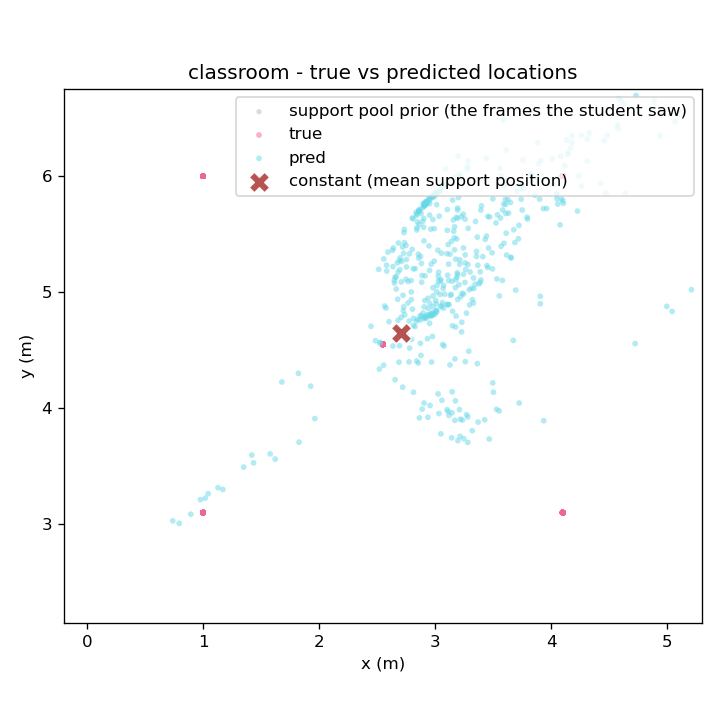 classroom - true vs predicted locations
support pool prior (the frames the student saw)
true
pred
constant (mean support position)
6
5
4
3
y (m)
0 1 2 3 4 5
x (m)